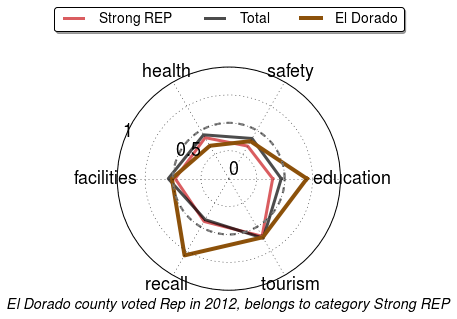 Strong REP Total El Dorado
health safety
1
0.5
0
facilities education
recall tourism
El Dorado county voted Rep in 2012, belongs to category Strong REP